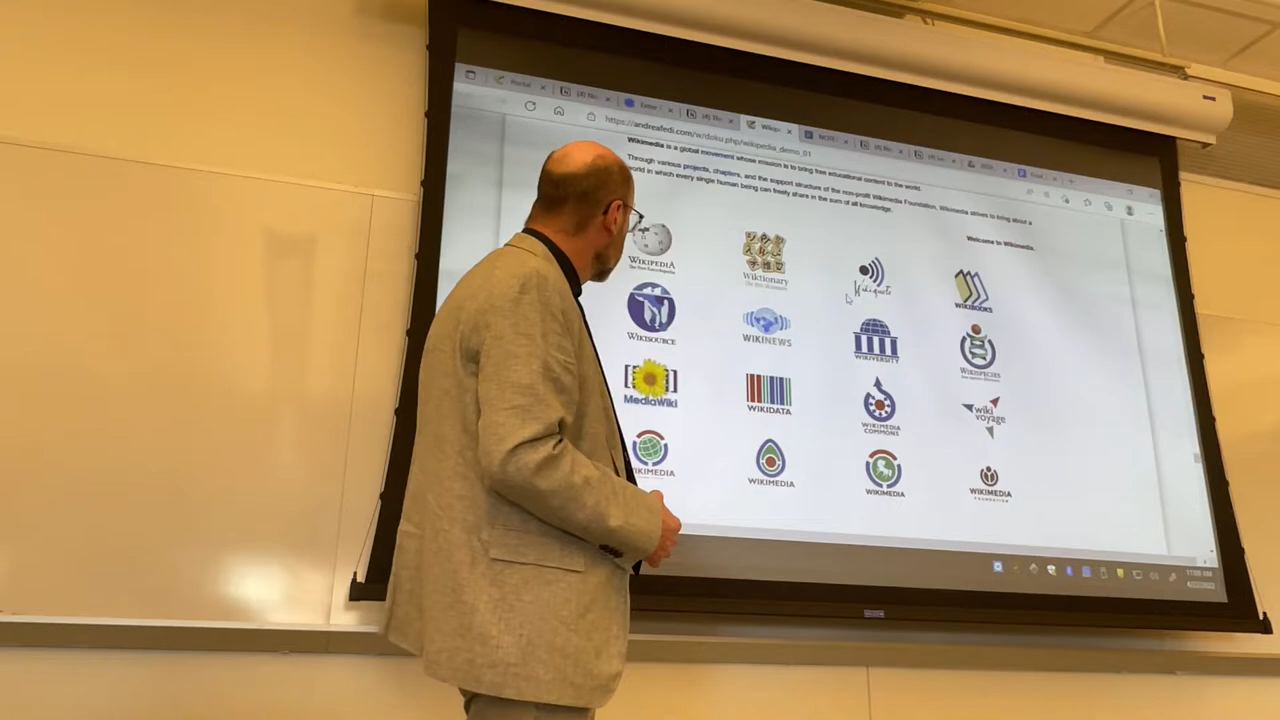 https://andreafedi.com/w/doku.php/wikipedia_demo_01
Wikimedia is a global movement whose mission is to bring free educational content to the world.
Through various projects, chapters, and the support structure of the non-profit Wikimedia Foundation, Wikimedia strives to bring about a
world in which every single human being can freely share in the sum of all knowledge.
Welcome to Wikimedia.
WIKIPEDIA
The Free Encyclopedia
Wiktionary
Wikiquote
WIKIBOOKS
WIKISOURCE
WIKINEWS
WIKIVERSITY
WIKISPECIES
MediaWiki
WIKIDATA
WIKIMEDIA
COMMONS
wiki
voyage
WIKIMEDIA
WIKIMEDIA
WIKIMEDIA
WIKIMEDIA
FOUNDATION